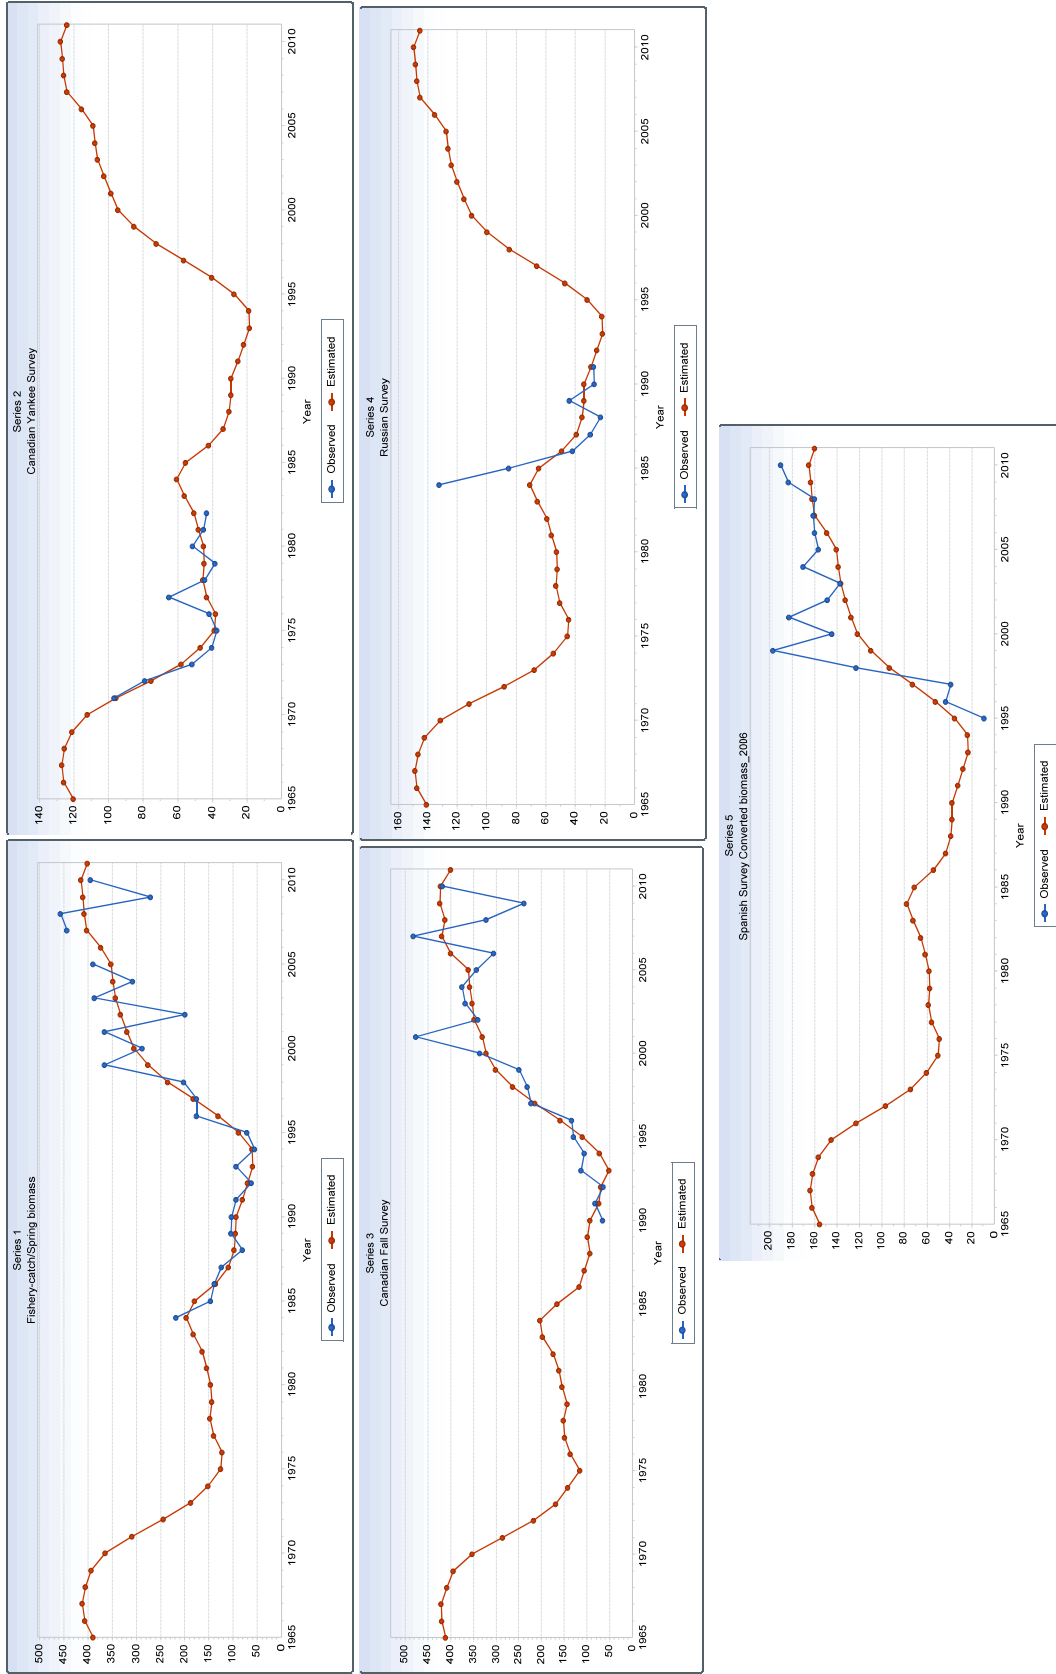 Series 1
Fishery-catch/Spring biomass
500
450
400
350
300
250
200
150
100
50
0
1965 1970 1975 1980 1985 1990 1995 2000 2005 2010
Year
Observed Estimated
Series 2
Canadian Yankee Survey
140
120
100
80
60
40
20
0
1965 1970 1975 1980 1985 1990 1995 2000 2005 2010
Year
Observed Estimated
Series 3
Canadian Fall Survey
500
450
400
350
300
250
200
150
100
50
0
1965 1970 1975 1980 1985 1990 1995 2000 2005 2010
Year
Observed Estimated
Series 4
Russian Survey
160
140
120
100
80
60
40
20
0
1965 1970 1975 1980 1985 1990 1995 2000 2005 2010
Year
Observed Estimated
Series 5
Spanish Survey Converted biomass_2006
200
180
160
140
120
100
80
60
40
20
0
1965 1970 1975 1980 1985 1990 1995 2000 2005 2010
Year
Observed Estimated